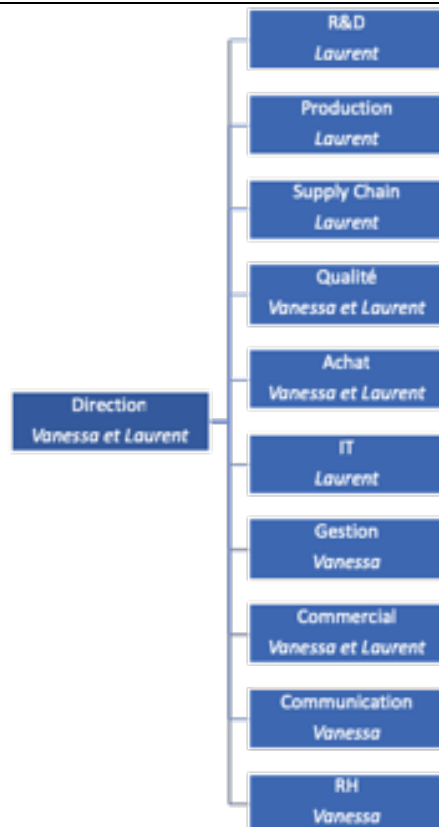 R&D
Laurent
Production
Laurent
Supply Chain
Laurent
Qualité
Vanessa et Laurent
Achat
Vanessa et Laurent
Direction
Vanessa et Laurent
IT
Laurent
Gestion
Vanessa
Commercial
Vanessa et Laurent
Communication
Vanessa
RH
Vanessa